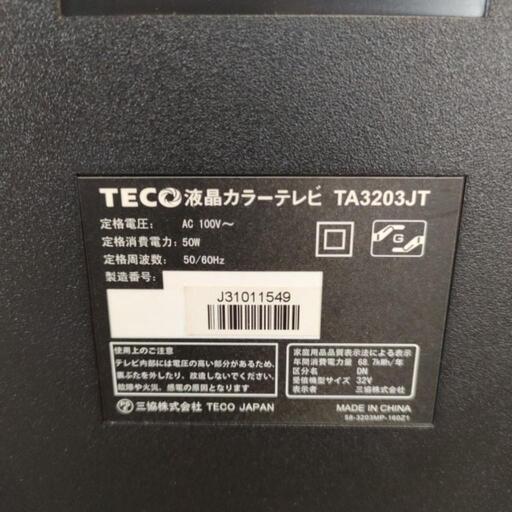 TECO液晶カラーテレビ TA3203JT
定格電圧： AC 100V～
定格消費電力：50W
定格周波数： 50/60Hz
製造番号：
J31011549
使用上のご注意
テレビ内部には電圧の高い部分があるため、
裏ぶたを外したり、改造しないでください。
故障や火災、感電の原因となります
家庭用品品質表示法による表示
年間消費電力量 68.7kWh/年
区分名 DN
受信機型サイズ 32V
表示者 三協株式会社
三協株式会社 TECO JAPAN
MADE IN CHINA
58-3203MP-160Z1